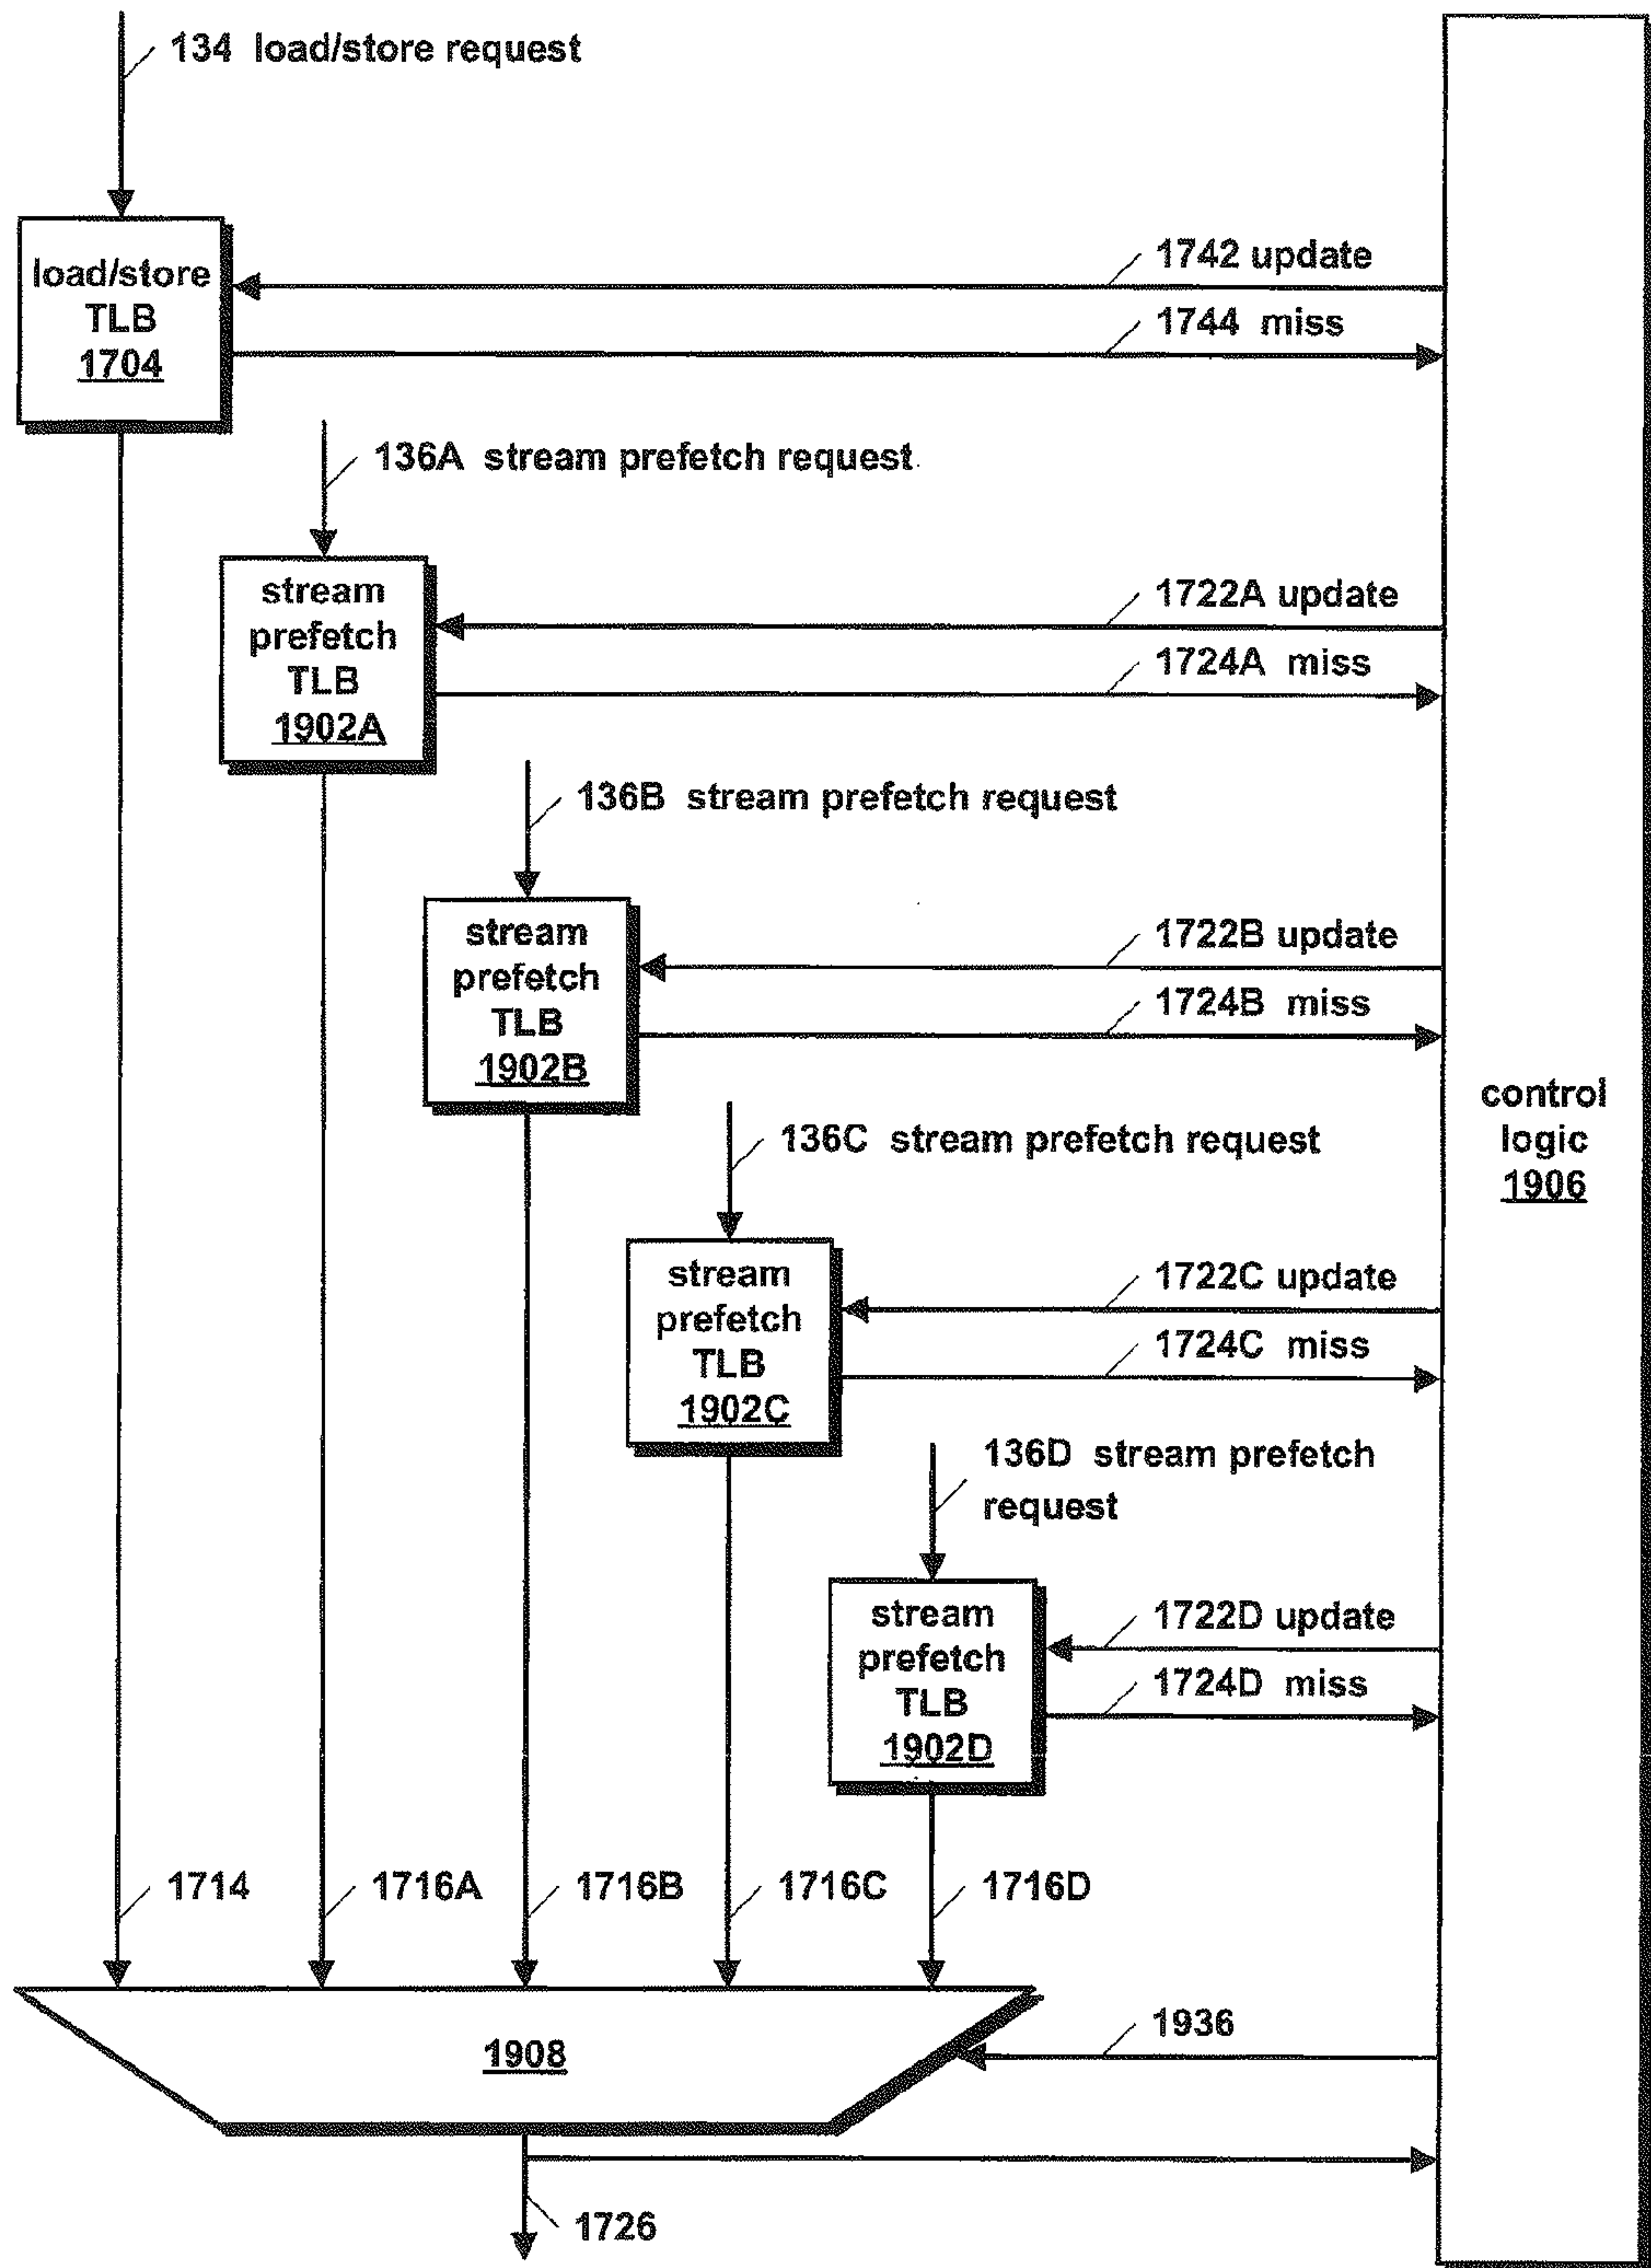 134 load/store request
load/store
TLB
1704
1742 update
1744 miss
136A stream prefetch request
stream
prefetch
TLB
1902A
1722A update
1724A miss
136B stream prefetch request
stream
prefetch
TLB
1902B
1722B update
1724B miss
control
logic
1906
136C stream prefetch request
stream
prefetch
TLB
1902C
1722C update
1724C miss
136D stream prefetch
request
stream
prefetch
TLB
1902D
1722D update
1724D miss
1714
1716A
1716B
1716C
1716D
1908
1936
1726